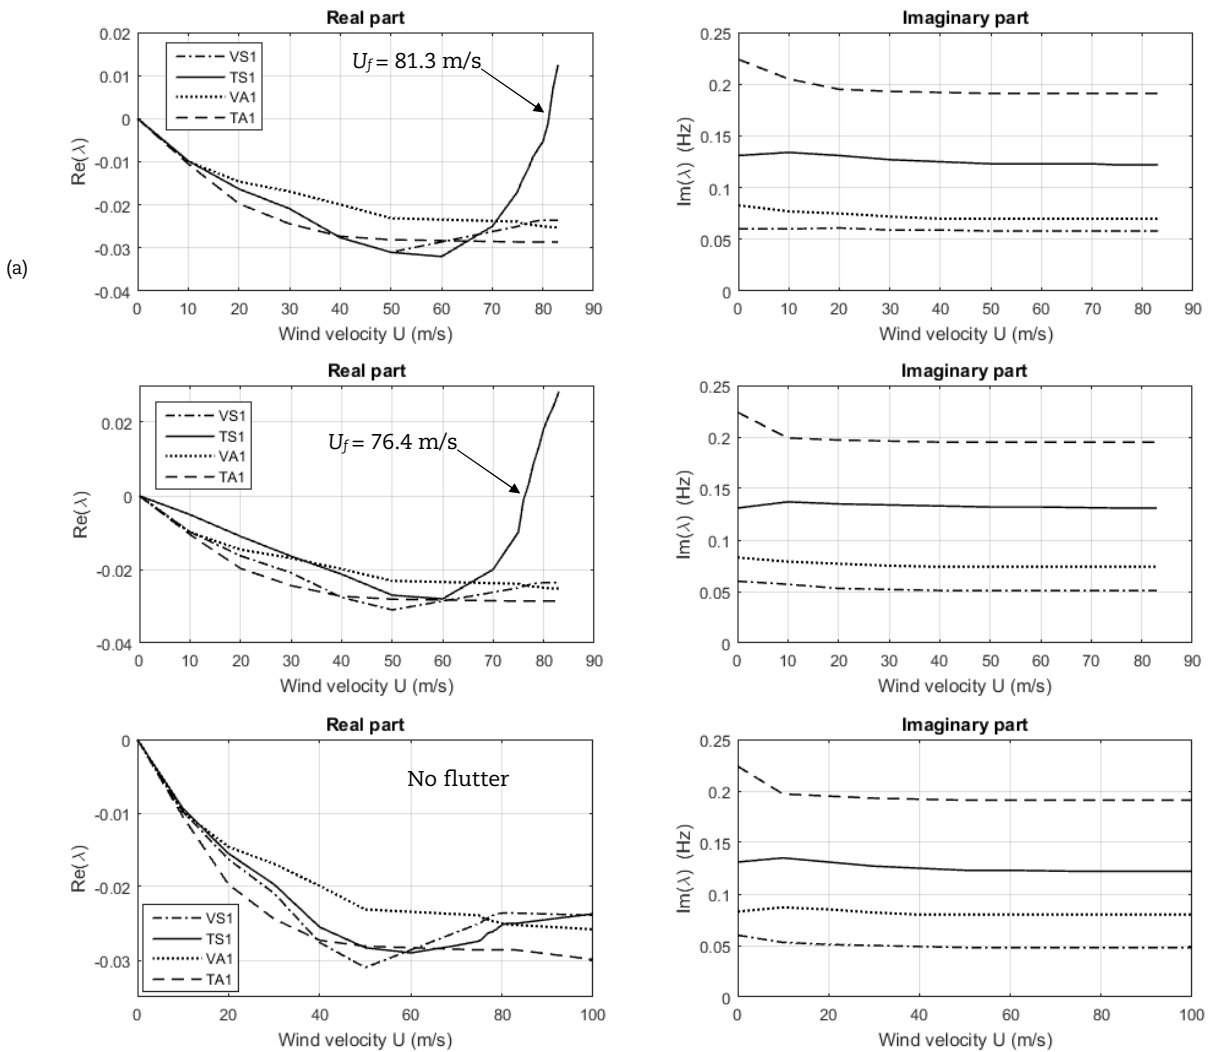 Real part
0.02
0.01
0
-0.01
-0.02
-0.03
-0.04
Re(λ)
VS1
TS1
VA1
TA1
U_f = 81.3 m/s
0 10 20 30 40 50 60 70 80 90
Wind velocity U (m/s)
Imaginary part
0.25
0.2
0.15
0.1
0.05
0
Im(λ) (Hz)
0 10 20 30 40 50 60 70 80 90
Wind velocity U (m/s)
(a)
Real part
0.02
0
-0.02
-0.04
Re(λ)
VS1
TS1
VA1
TA1
U_f = 76.4 m/s
0 10 20 30 40 50 60 70 80 90
Wind velocity U (m/s)
Imaginary part
0.25
0.2
0.15
0.1
0.05
0
Im(λ) (Hz)
0 10 20 30 40 50 60 70 80 90
Wind velocity U (m/s)
Real part
0
-0.01
-0.02
-0.03
Re(λ)
No flutter
VS1
TS1
VA1
TA1
0 20 40 60 80 100
Wind velocity U (m/s)
Imaginary part
0.25
0.2
0.15
0.1
0.05
0
Im(λ) (Hz)
0 20 40 60 80 100
Wind velocity U (m/s)